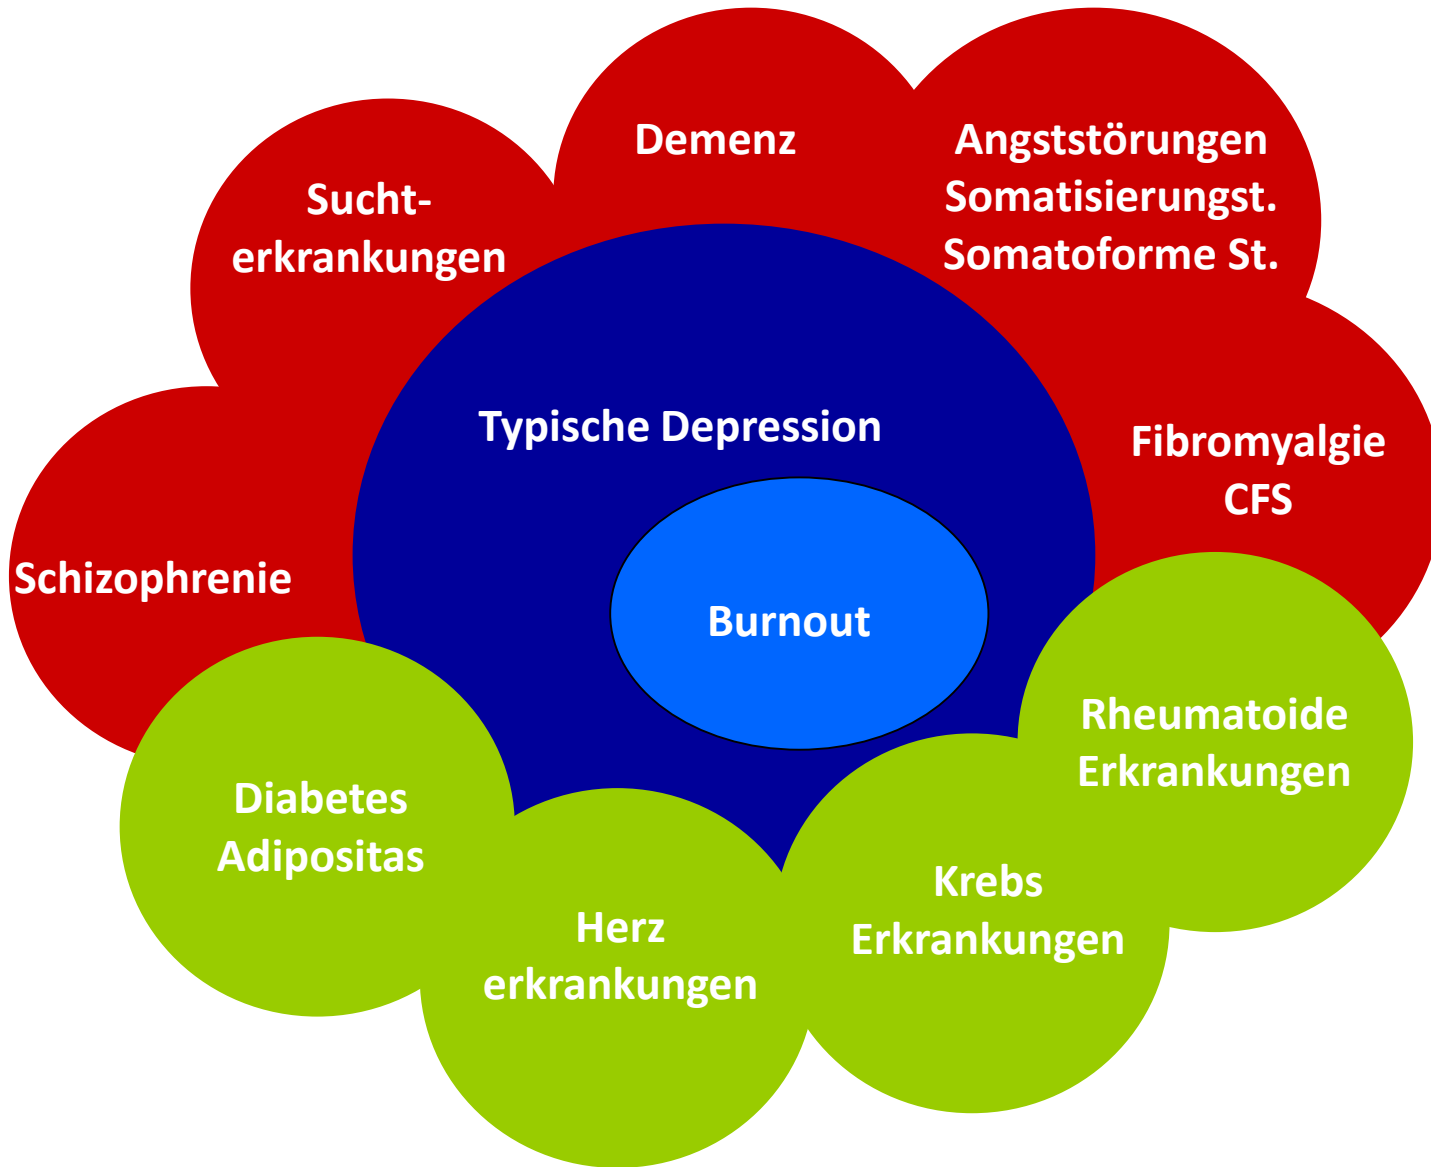 Demenz
Angststörungen
Somatisierungst.
Somatoforme St.
Sucht-
erkrankungen
Typische Depression
Fibromyalgie
CFS
Schizophrenie
Burnout
Rheumatoide
Erkrankungen
Diabetes
Adipositas
Krebs
Erkrankungen
Herz
erkrankungen